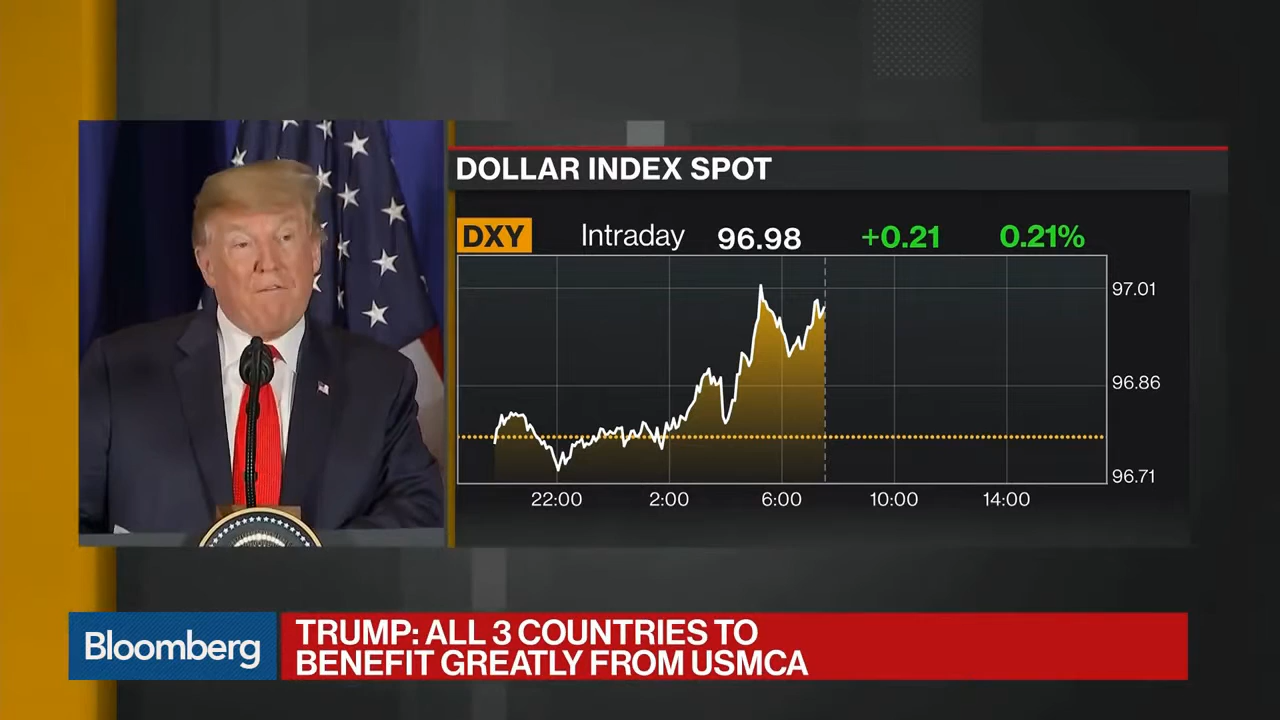 DOLLAR INDEX SPOT
DXY Intraday 96.98 +0.21 0.21%
97.01
96.86
96.71
22:00 2:00 6:00 10:00 14:00
Bloomberg
TRUMP: ALL 3 COUNTRIES TO
BENEFIT GREATLY FROM USMCA